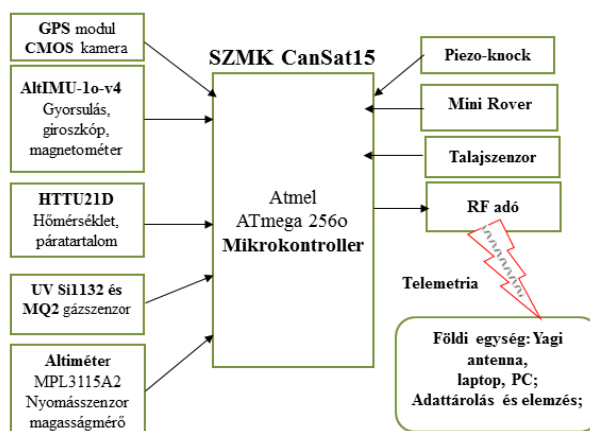 GPS modul
CMOS kamera
AltIMU-1o-v4
Gyorsulás,
giroszkóp,
magnetométer
HTTU21D
Hőmérséklet,
páratartalom
UV Si1132 és
MQ2 gázszenzor
Altiméter
MPL3115A2
Nyomásszenzor
magasságmérő
SZMK CanSat15
Atmel
ATmega 256o
Mikrokontroller
Piezo-knock
Mini Rover
Talajszenzor
RF adó
Telemetria
Földi egység: Yagi
antenna,
laptop, PC;
Adattárolás és elemzés;